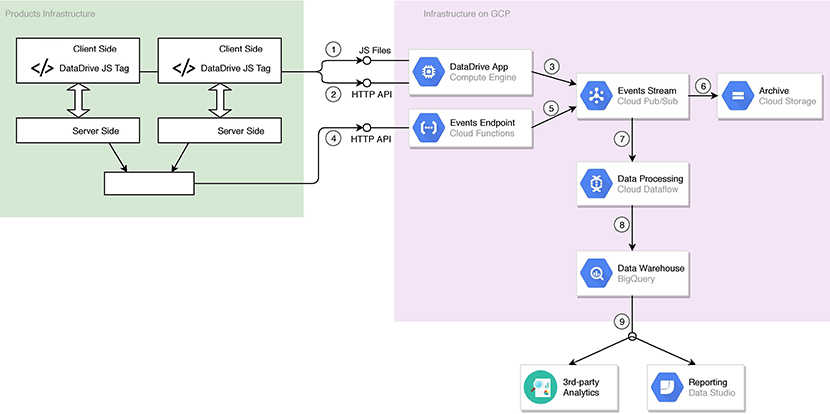 Products Infrastructure
Infrastructure on GCP
Client Side
</> DataDrive JS Tag
Client Side
</> DataDrive JS Tag
Server Side
Server Side
1
JS Files
2
HTTP API
4
HTTP API
DataDrive App
Compute Engine
3
Events Endpoint
Cloud Functions
5
Events Stream
Cloud Pub/Sub
6
Archive
Cloud Storage
7
Data Processing
Cloud Dataflow
8
Data Warehouse
BigQuery
9
3rd-party
Analytics
Reporting
Data Studio